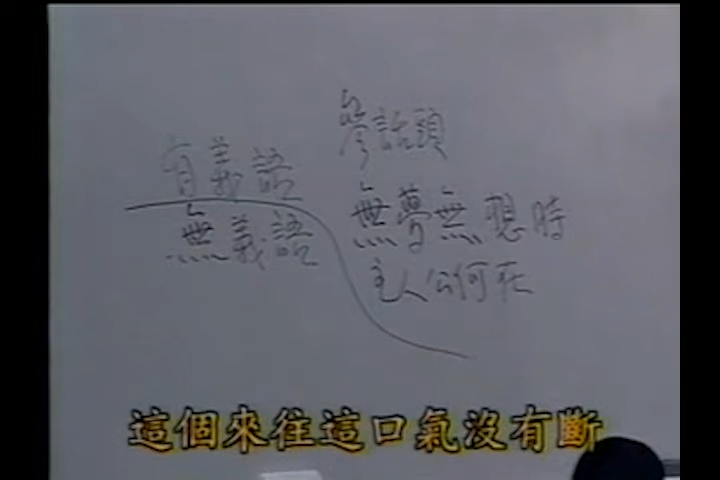 參話頭
有義語
無義語
無夢無想時
主人公何在
這個來往這口氣沒有斷